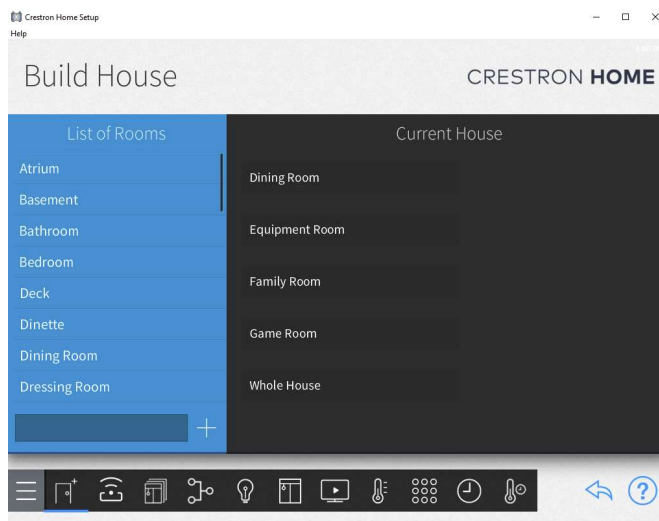 Crestron Home Setup
Help
Build House
CRESTRON HOME
List of Rooms
Current House
Atrium
Basement
Bathroom
Bedroom
Deck
Dinette
Dining Room
Dressing Room
Dining Room
Equipment Room
Family Room
Game Room
Whole House
?